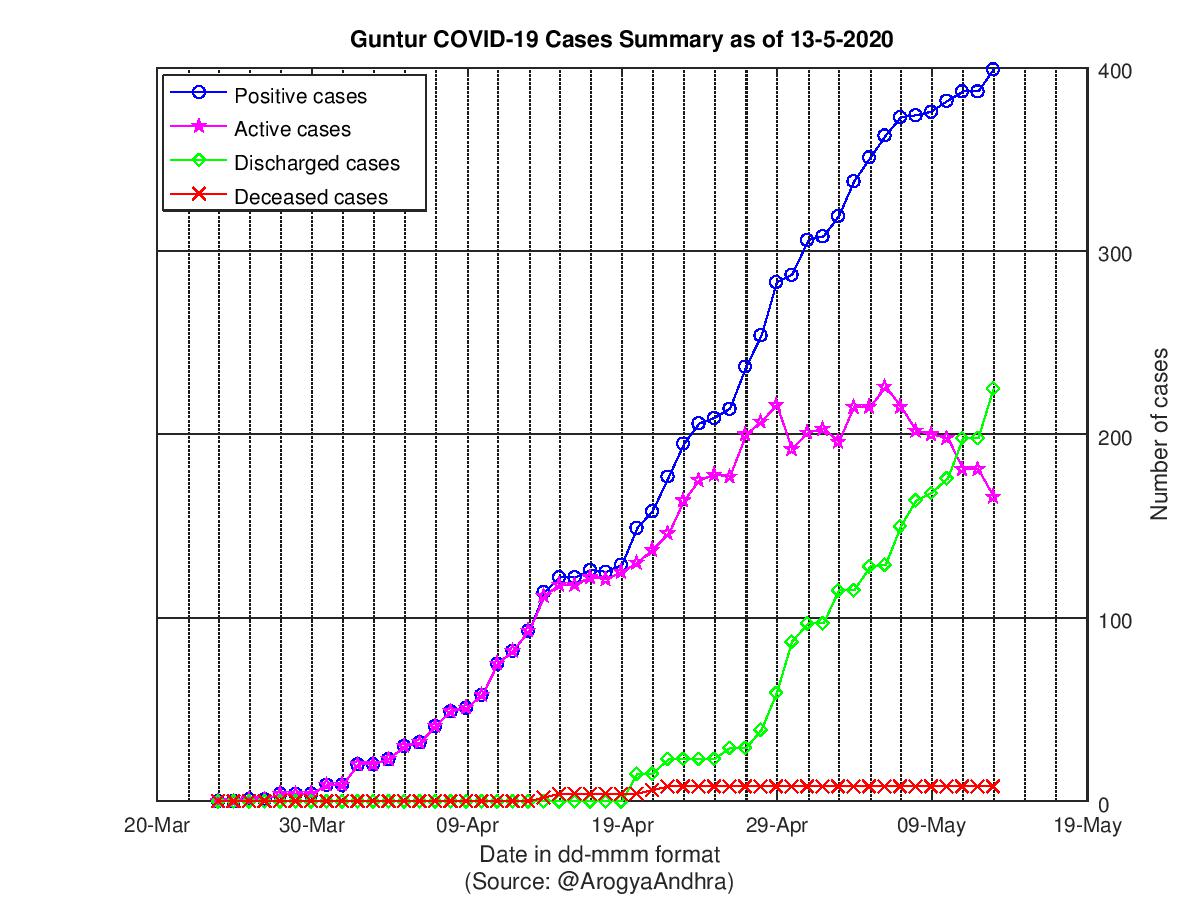 Guntur COVID-19 Cases Summary as of 13-5-2020
Positive cases
Active cases
Discharged cases
Deceased cases
400
300
200
100
0
Number of cases
20-Mar 30-Mar 09-Apr 19-Apr 29-Apr 09-May 19-May
Date in dd-mmm format
(Source: @ArogyaAndhra)